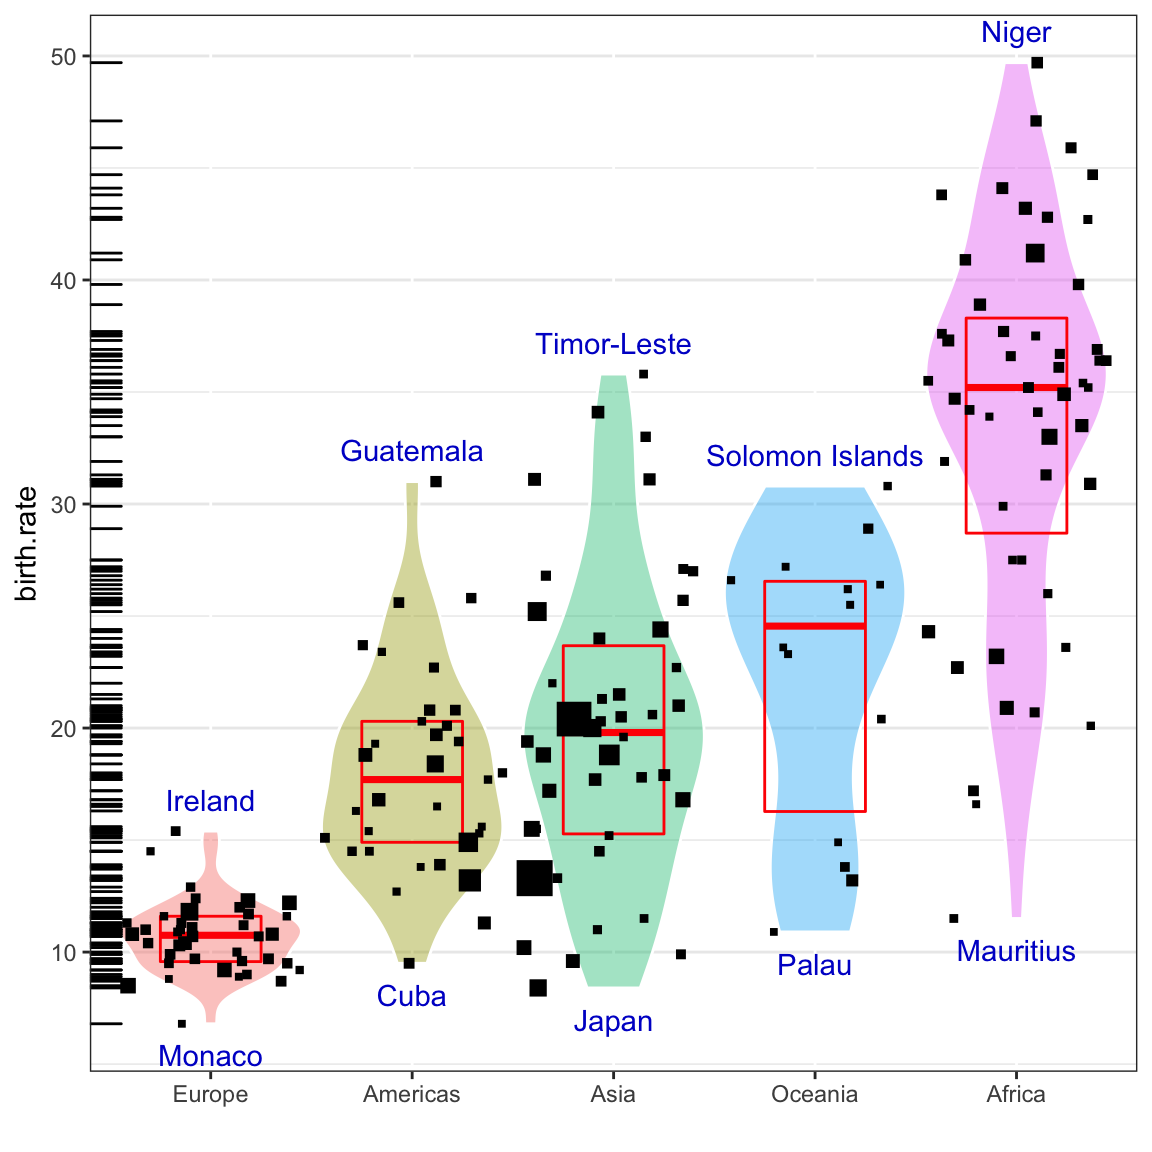 Niger
50
40
Timor-Leste
Guatemala
Solomon Islands
30
birth.rate
20
Ireland
10
Mauritius
Palau
Cuba
Japan
Monaco
Europe
Americas
Asia
Oceania
Africa